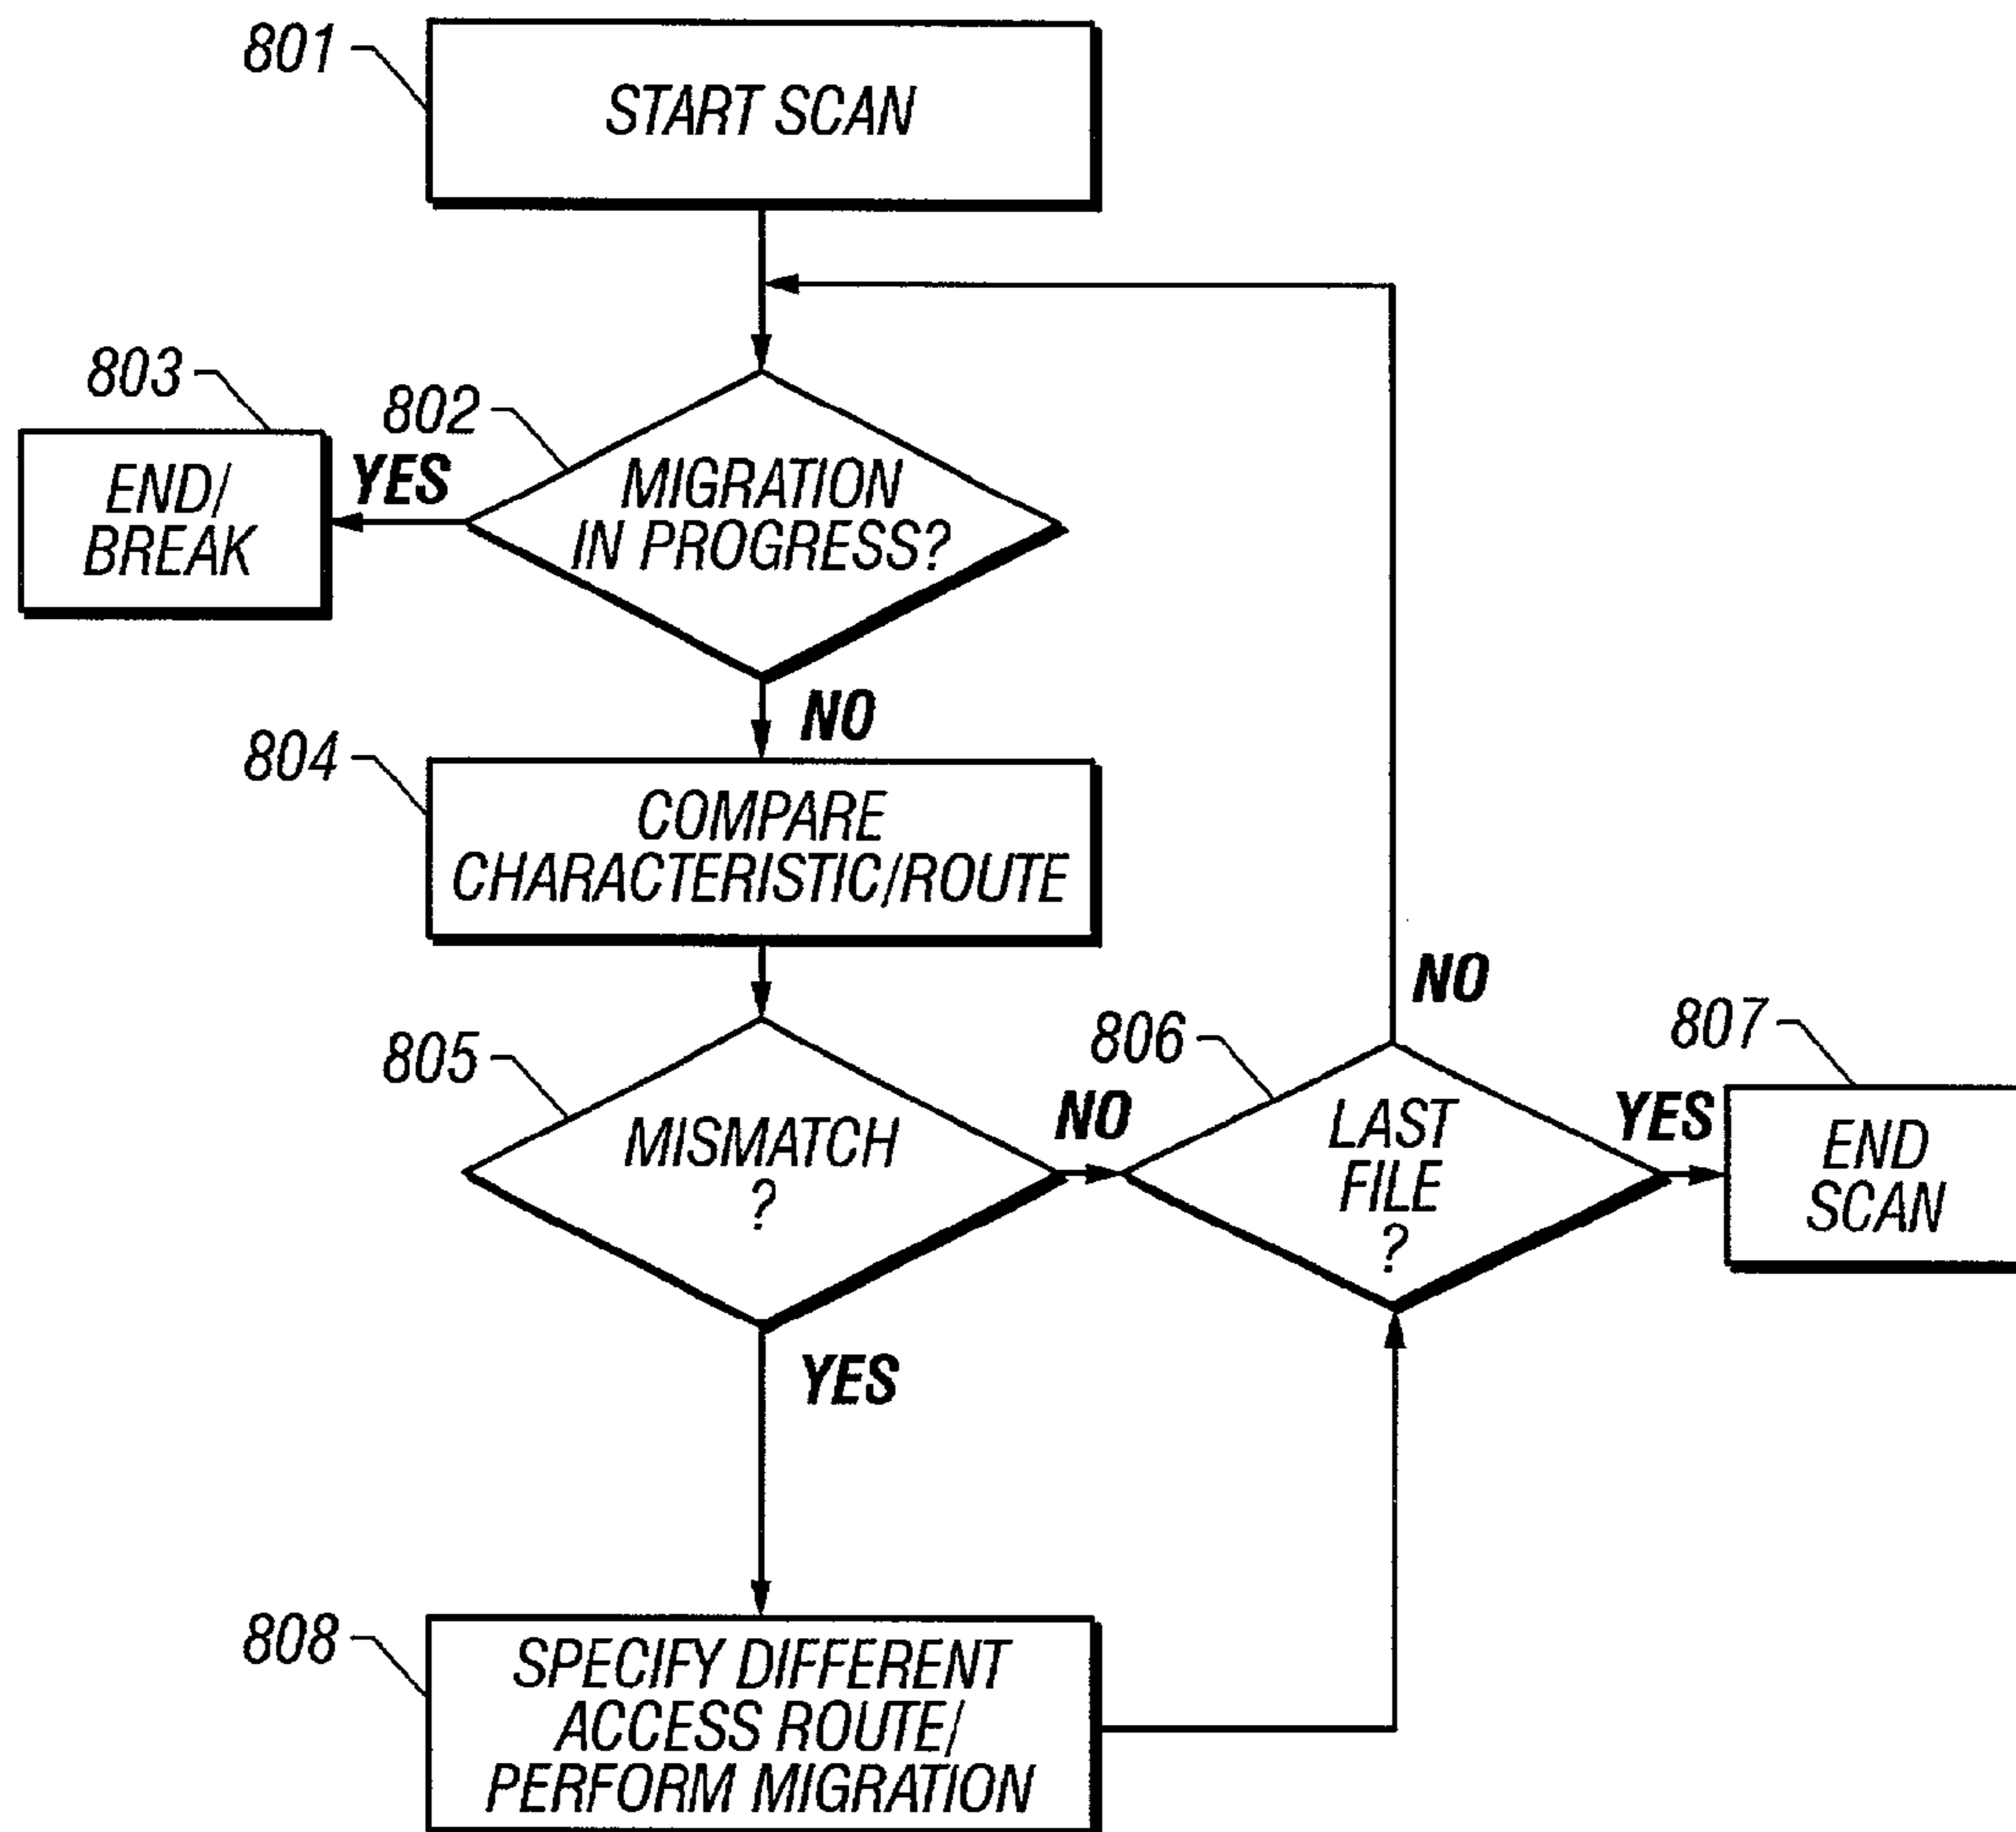 801
START SCAN
803
802
END/
BREAK
YES
MIGRATION
IN PROGRESS?
NO
804
COMPARE
CHARACTERISTIC/ROUTE
NO
805
806
807
MISMATCH
?
NO
LAST
FILE
?
YES
END
SCAN
YES
808
SPECIFY DIFFERENT
ACCESS ROUTE/
PERFORM MIGRATION